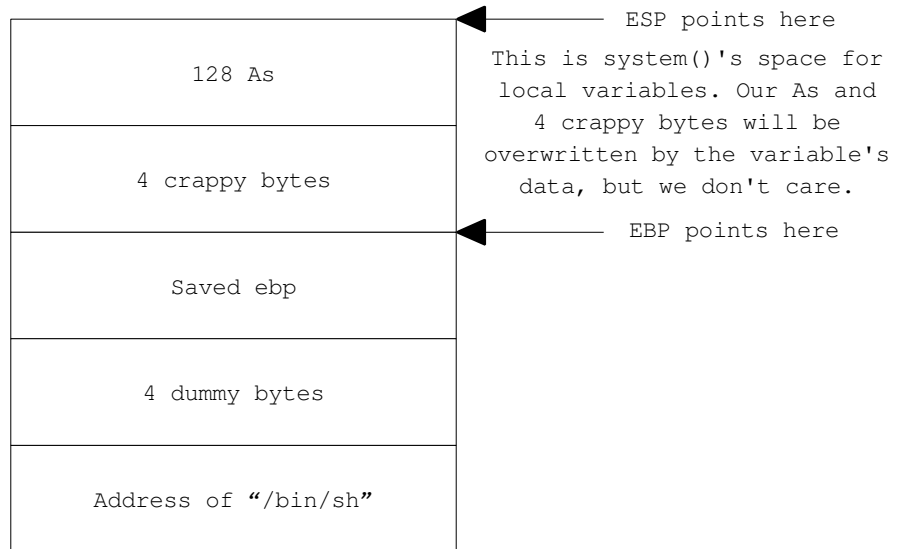 ESP points here
128 As
This is system()'s space for
local variables. Our As and
4 crappy bytes will be
overwritten by the variable's
data, but we don't care.
4 crappy bytes
EBP points here
Saved ebp
4 dummy bytes
Address of “/bin/sh”